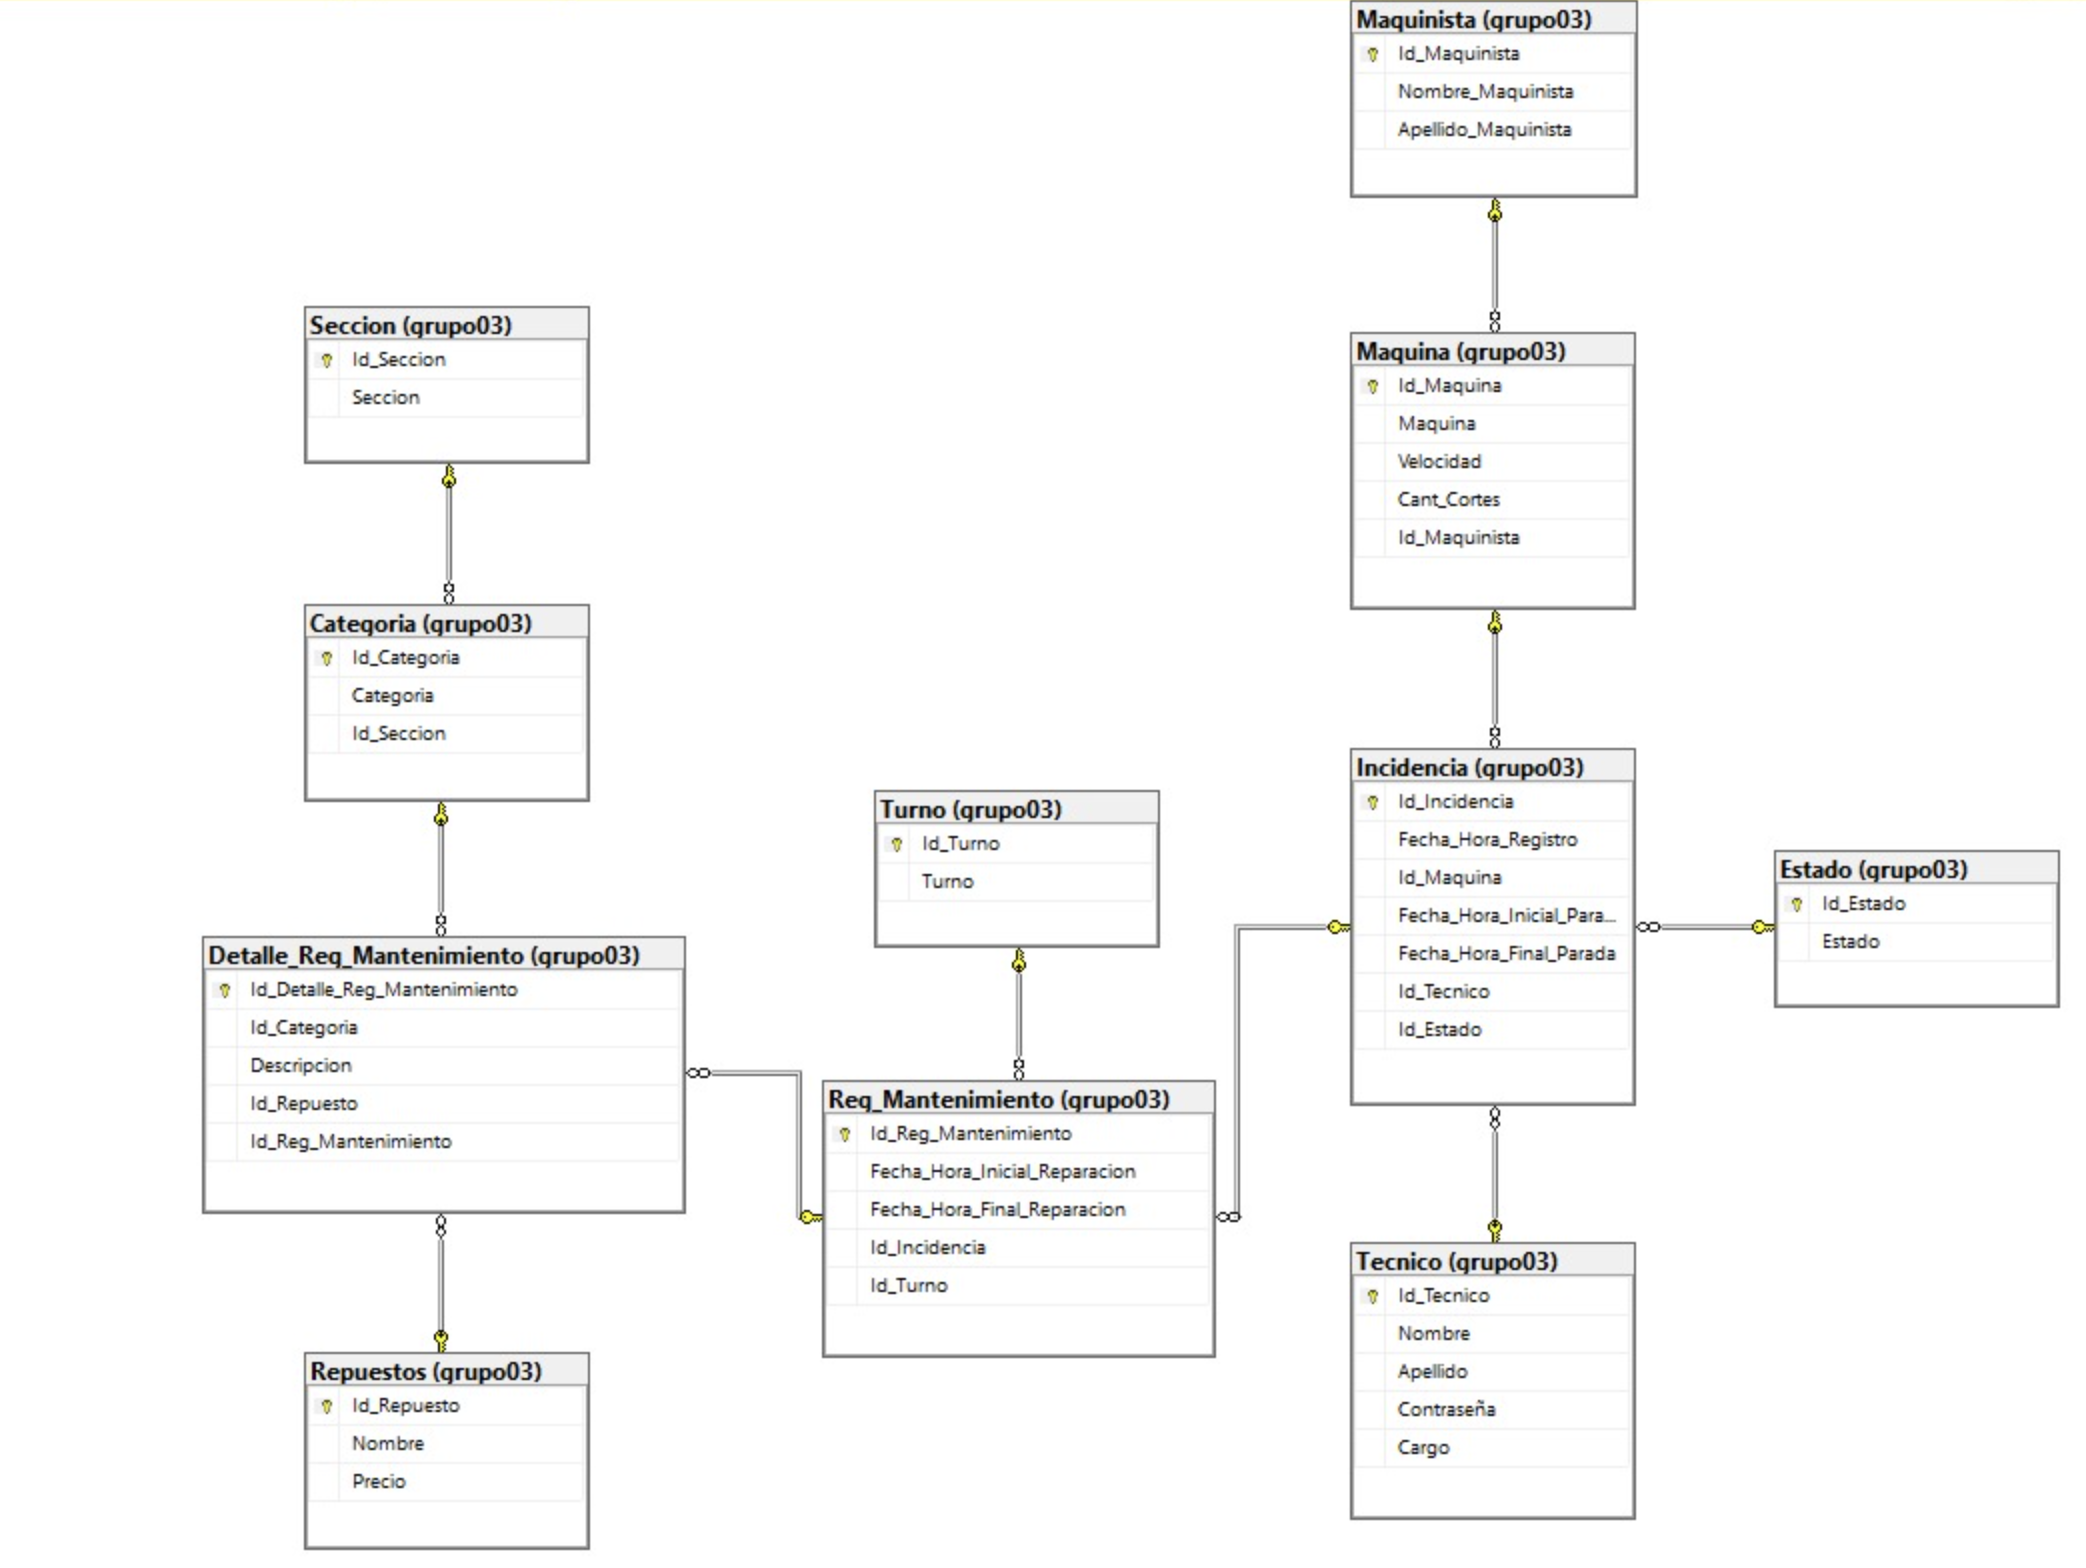 Maquinista (grupo03)
Id_Maquinista
Nombre_Maquinista
Apellido_Maquinista
Seccion (grupo03)
Id_Seccion
Seccion
Maquina (grupo03)
Id_Maquina
Maquina
Velocidad
Cant_Cortes
Id_Maquinista
Categoria (grupo03)
Id_Categoria
Categoria
Id_Seccion
Turno (grupo03)
Id_Turno
Turno
Incidencia (grupo03)
Id_Incidencia
Fecha_Hora_Registro
Id_Maquina
Fecha_Hora_Inicial_Para...
Fecha_Hora_Final_Parada
Id_Tecnico
Id_Estado
Estado (grupo03)
Id_Estado
Estado
Detalle_Reg_Mantenimiento (grupo03)
Id_Detalle_Reg_Mantenimiento
Id_Categoria
Descripcion
Id_Repuesto
Id_Reg_Mantenimiento
Reg_Mantenimiento (grupo03)
Id_Reg_Mantenimiento
Fecha_Hora_Inicial_Reparacion
Fecha_Hora_Final_Reparacion
Id_Incidencia
Id_Turno
Tecnico (grupo03)
Id_Tecnico
Nombre
Apellido
Contraseña
Cargo
Repuestos (grupo03)
Id_Repuesto
Nombre
Precio